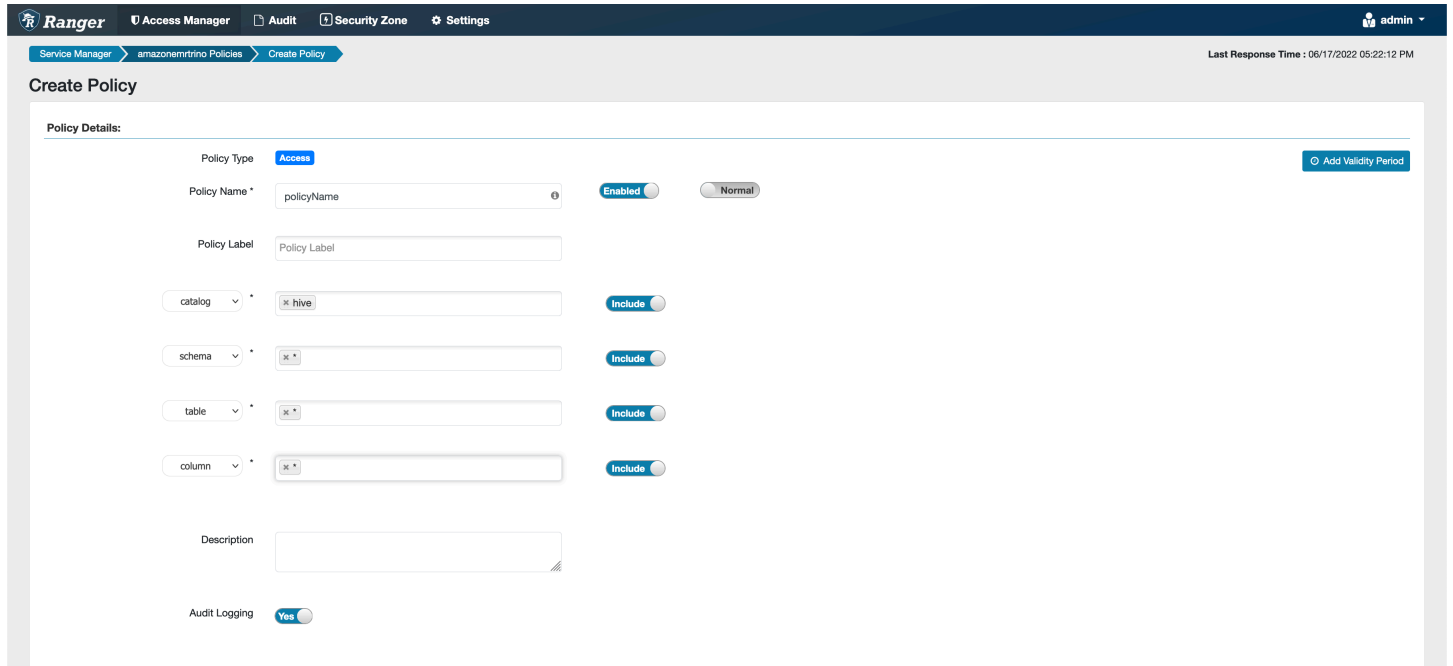 Ranger Access Manager Audit Security Zone Settings admin
Service Manager amazonemrtrino Policies Create Policy Last Response Time : 06/17/2022 05:22:12 PM
Create Policy
Policy Details:
Policy Type Access Add Validity Period
Policy Name * policyName Enabled Normal
Policy Label Policy Label
catalog * × hive Include
schema * × * Include
table * × * Include
column * × * Include
Description
Audit Logging Yes